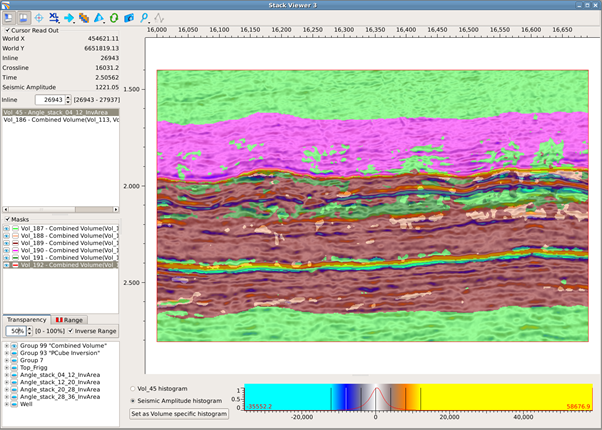 Stack Viewer 3
Cursor Read Out
World X 454621.11
World Y 6651819.13
Inline 26943
Crossline 16031.2
Time 2.50562
Seismic Amplitude 1221.05
Inline 26943 [26943 - 27937]
Vol_45 - Angle_stack_04_12_InvArea
Vol_186 - Combined Volume(Vol_113, Vo
Masks
Vol_187 - Combined Volume(Vol_1
Vol_188 - Combined Volume(Vol_
Vol_189 - Combined Volume(Vol_1
Vol_190 - Combined Volume(Vol_1
Vol_191 - Combined Volume(Vol_1
Vol_192 - Combined Volume(Vol_1
Transparency Range
50% [0 - 100%] Inverse Range
Group 99 "Combined Volume"
Group 93 "PCube Inversion"
Group 7
Top_Frigg
Angle_stack_04_12_InvArea
Angle_stack_12_20_InvArea
Angle_stack_20_28_InvArea
Angle_stack_28_36_InvArea
Well
16,000 16,050 16,100 16,150 16,200 16,250 16,300 16,350 16,400 16,450 16,500 16,550 16,600 16,650
1.500
2.000
2.500
Vol_45 histogram
Seismic Amplitude histogram
Set as Volume specific histogram
1
0.5
0
-35552.2 58676.9
-20,000 0 20,000 40,000